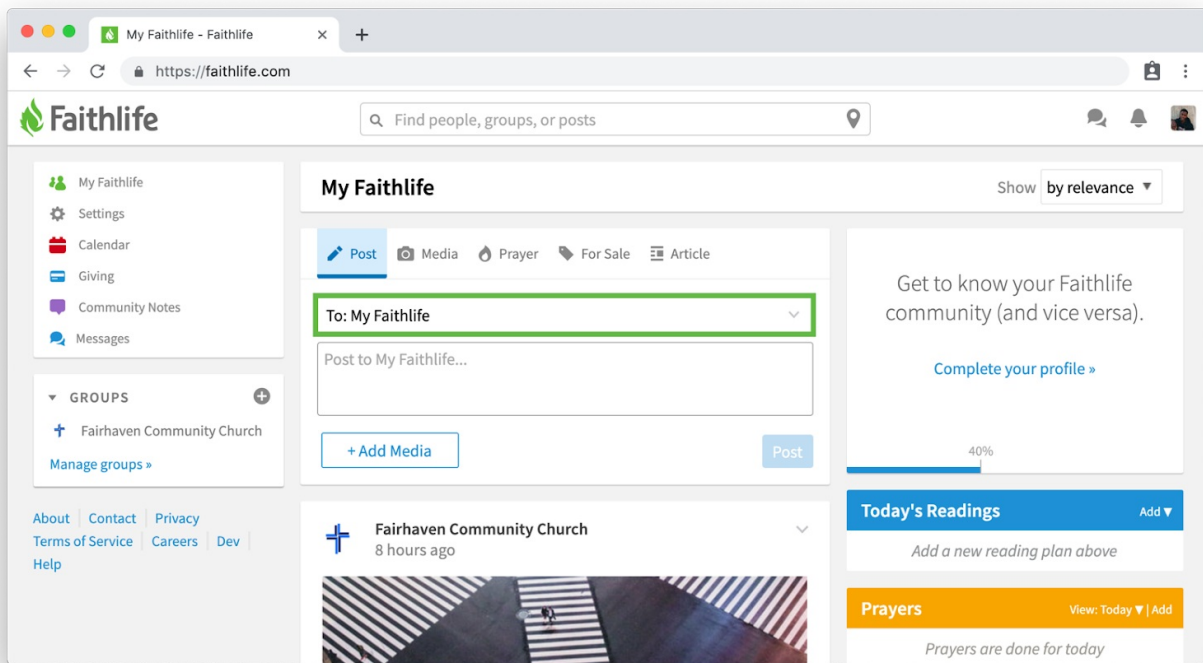 My Faithlife - Faithlife
https://faithlife.com
Faithlife
Find people, groups, or posts
My Faithlife
Settings
Calendar
Giving
Community Notes
Messages
GROUPS
Fairhaven Community Church
Manage groups »
About Contact Privacy
Terms of Service Careers Dev
Help
My Faithlife
Show by relevance ▼
Post Media Prayer For Sale Article
To: My Faithlife
Post to My Faithlife...
+ Add Media
Post
Fairhaven Community Church
8 hours ago
Get to know your Faithlife
community (and vice versa).
Complete your profile »
40%
Today's Readings Add ▼
Add a new reading plan above
Prayers View: Today ▼ | Add
Prayers are done for today